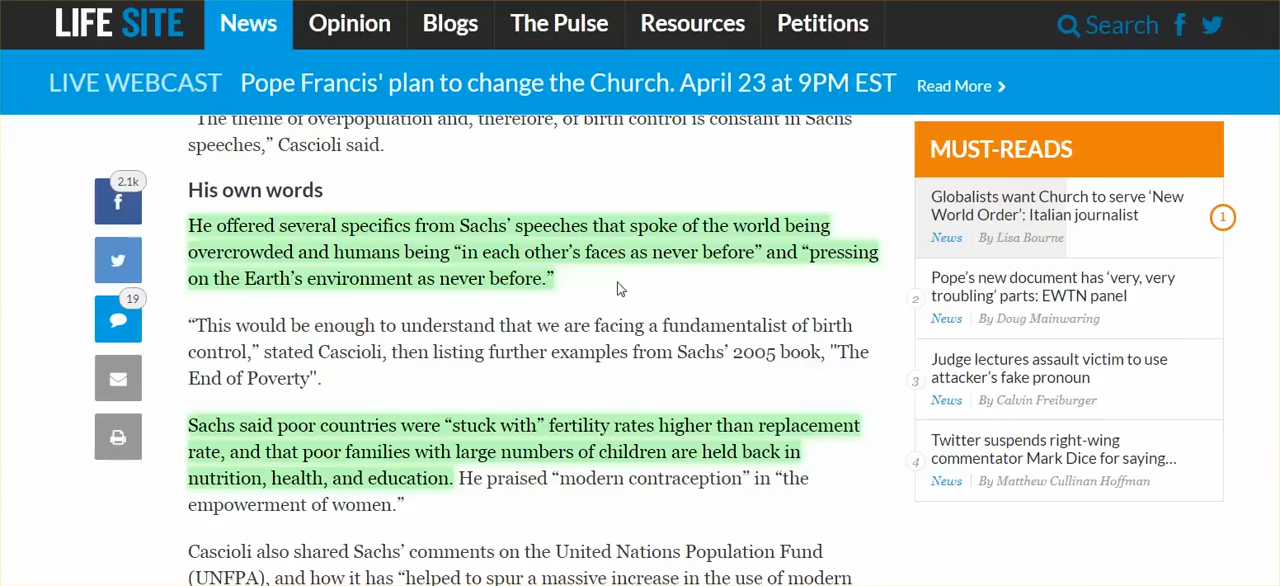 LIFE SITE News Opinion Blogs The Pulse Resources Petitions Search
LIVE WEBCAST Pope Francis' plan to change the Church. April 23 at 9PM EST Read More
"The theme of overpopulation and, therefore, of birth control is constant in Sachs
speeches,” Cascioli said.
His own words
He offered several specifics from Sachs’ speeches that spoke of the world being
overcrowded and humans being “in each other’s faces as never before” and “pressing
on the Earth’s environment as never before.”
“This would be enough to understand that we are facing a fundamentalist of birth
control,” stated Cascioli, then listing further examples from Sachs’ 2005 book, "The
End of Poverty".
Sachs said poor countries were “stuck with” fertility rates higher than replacement
rate, and that poor families with large numbers of children are held back in
nutrition, health, and education. He praised “modern contraception” in “the
empowerment of women.”
Cascioli also shared Sachs’ comments on the United Nations Population Fund
(UNFPA), and how it has “helped to spur a massive increase in the use of modern
2.1k
19
MUST-READS
Globalists want Church to serve ‘New
World Order’: Italian journalist
News | By Lisa Bourne
1
Pope’s new document has ‘very, very
troubling’ parts: EWTN panel
News | By Doug Mainwaring
2
Judge lectures assault victim to use
attacker’s fake pronoun
News | By Calvin Freiburger
3
Twitter suspends right-wing
commentator Mark Dice for saying...
News | By Matthew Cullinan Hoffman
4